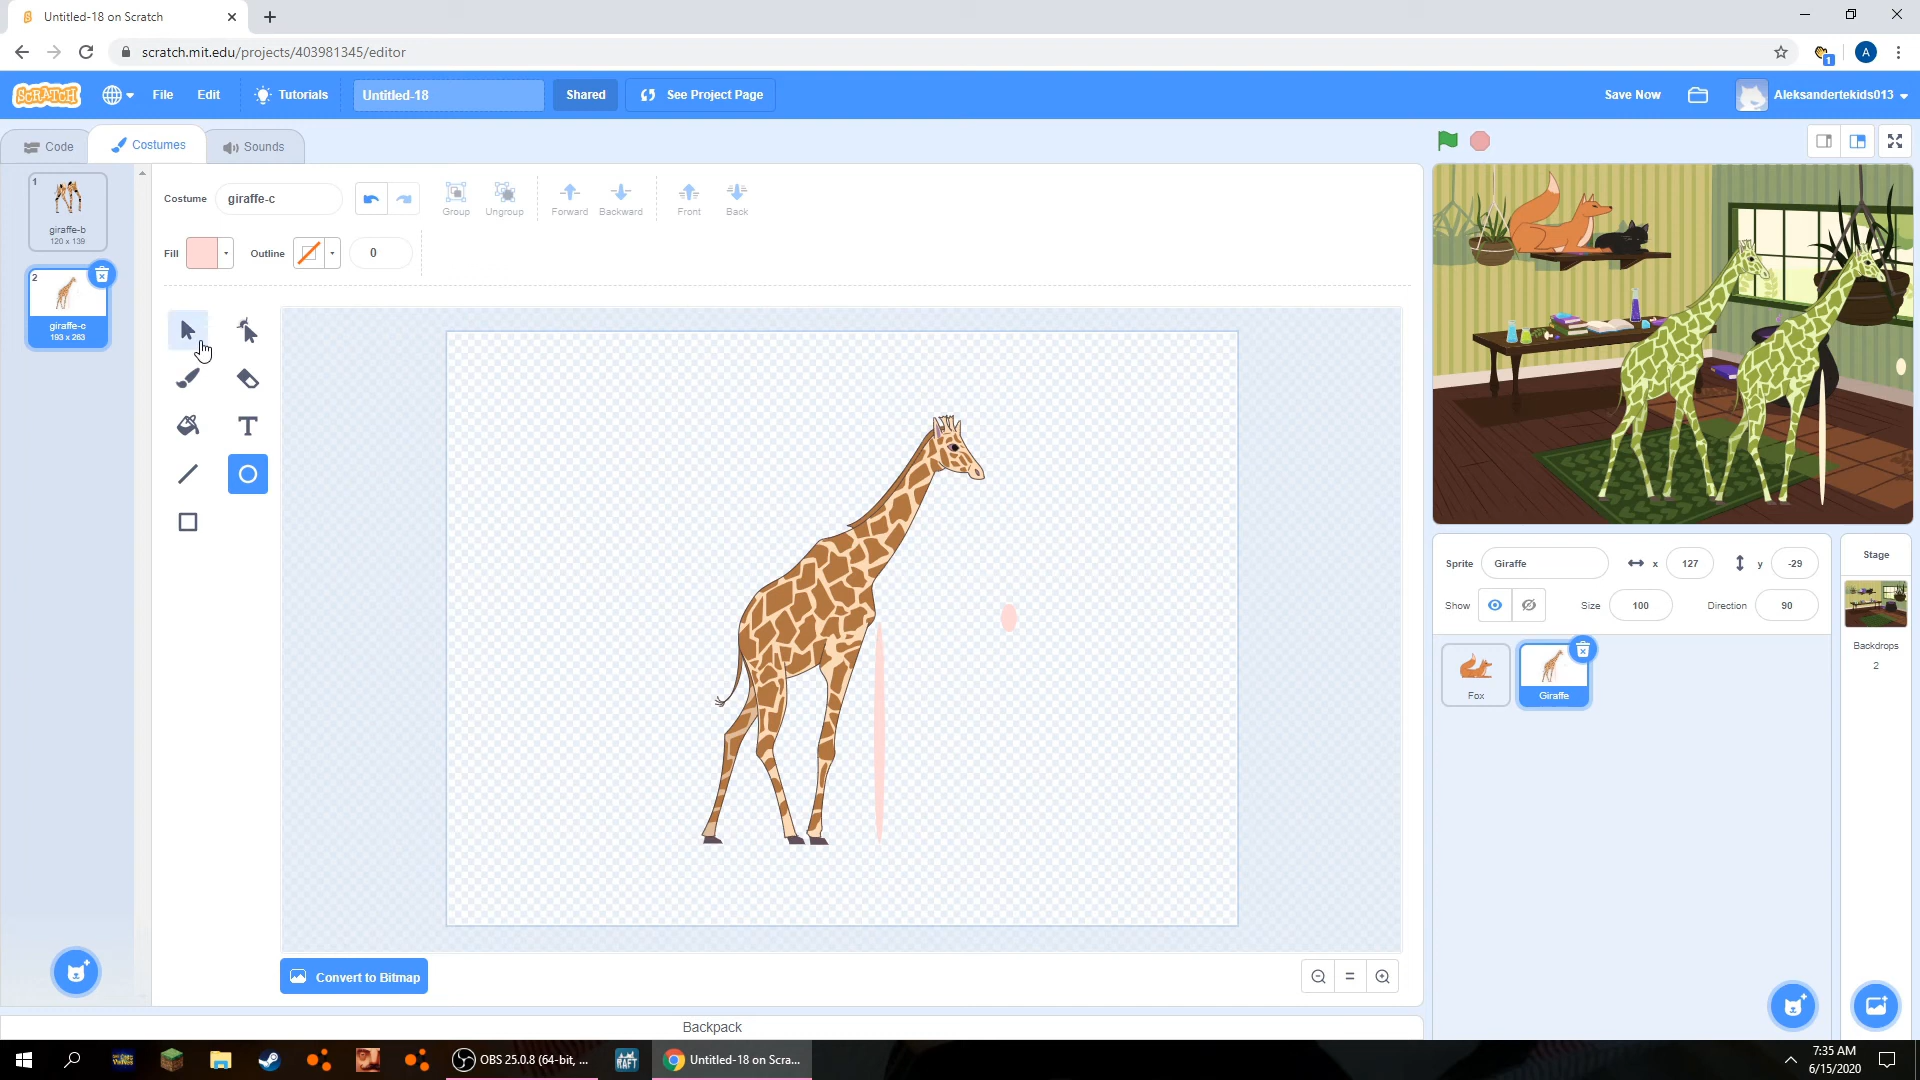 Untitled-18 on Scratch
scratch.mit.edu/projects/403981345/editor
1
A
SCRATCH
File
Edit
Tutorials
Untitled-18
Shared
See Project Page
Save Now
Aleksandertekids013
Code
Costumes
Sounds
1
giraffe-b
120 x 139
2
giraffe-c
193 x 263
Costume
giraffe-c
Group
Ungroup
Forward
Backward
Front
Back
Fill
Outline
0
T
Convert to Bitmap
Sprite
Giraffe
x
127
y
-29
Show
Size
100
Direction
90
Fox
Giraffe
Stage
Backdrops
2
Backpack
OBS 25.0.8 (64-bit, ...
RAFT
Untitled-18 on Scra...
7:35 AM
6/15/2020